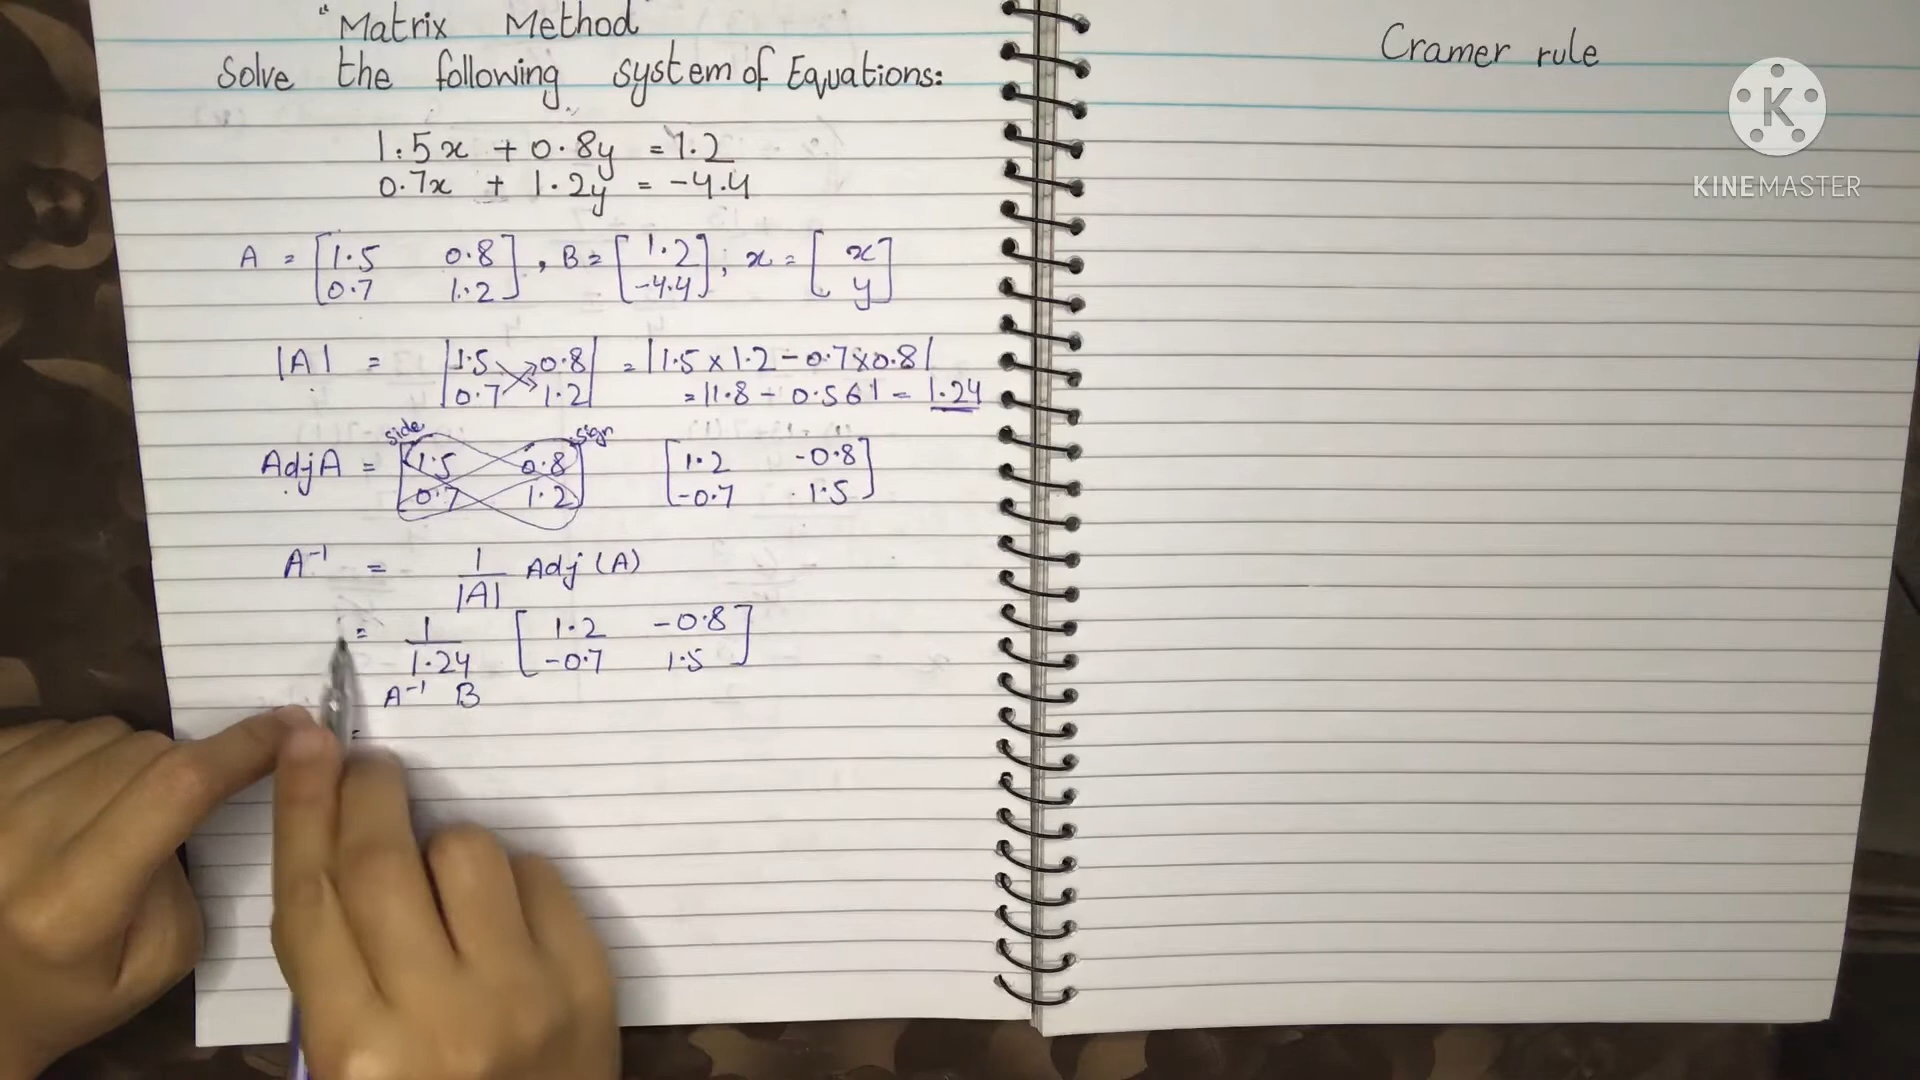 "Matrix Method"
Solve the following system of Equations:
1.5x + 0.8y = 1.2
0.7x + 1.2y = -4.4
A = [1.5 0.8
0.7 1.2], B = [1.2
-4.4]; x = [x
y]
|A| = |1.5 0.8
0.7 1.2| = |1.5 x 1.2 - 0.7 x 0.8|
= |1.8 - 0.56| = 1.24
side sign
Adj A = [1.5 0.8
0.7 1.2] [1.2 -0.8
-0.7 1.5]
A⁻¹ = 1/|A| Adj (A)
= 1/1.24 [1.2 -0.8
-0.7 1.5]
A⁻¹ B
=
Cramer rule
KINEMASTER